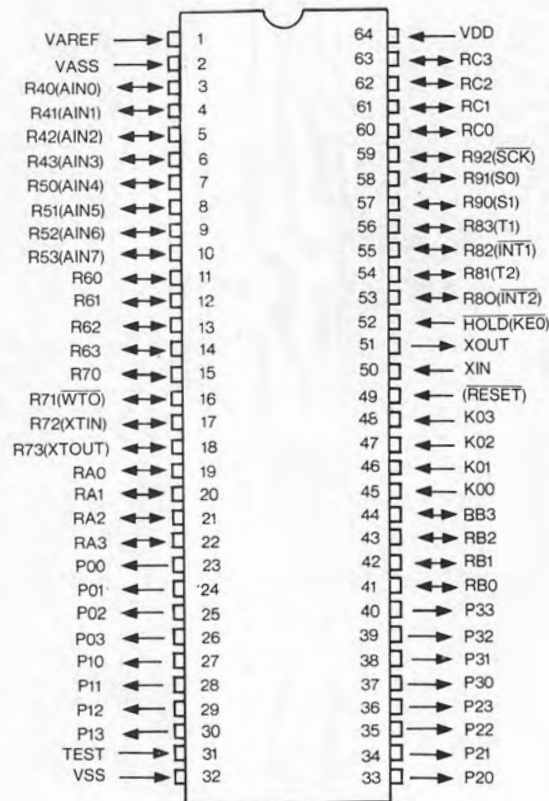 VAREF 1 64 VDD
VASS 2 63 RC3
R40(AIN0) 3 62 RC2
R41(AIN1) 4 61 RC1
R42(AIN2) 5 60 RC0
R43(AIN3) 6 59 R92(SCK)
R50(AIN4) 7 58 R91(S0)
R51(AIN5) 8 57 R90(S1)
R52(AIN6) 9 56 R83(T1)
R53(AIN7) 10 55 R82(INT1)
R60 11 54 R81(T2)
R61 12 53 R8O(INT2)
R62 13 52 HOLD(KE0)
R63 14 51 XOUT
R70 15 50 XIN
R71(WTO) 16 49 (RESET)
R72(XTIN) 17 48 K03
R73(XTOUT) 18 47 K02
RA0 19 46 K01
RA1 20 45 K00
RA2 21 44 BB3
RA3 22 43 RB2
P00 23 42 RB1
P01 24 41 RB0
P02 25 40 P33
P03 26 39 P32
P10 27 38 P31
P11 28 37 P30
P12 29 36 P23
P13 30 35 P22
TEST 31 34 P21
VSS 32 33 P20